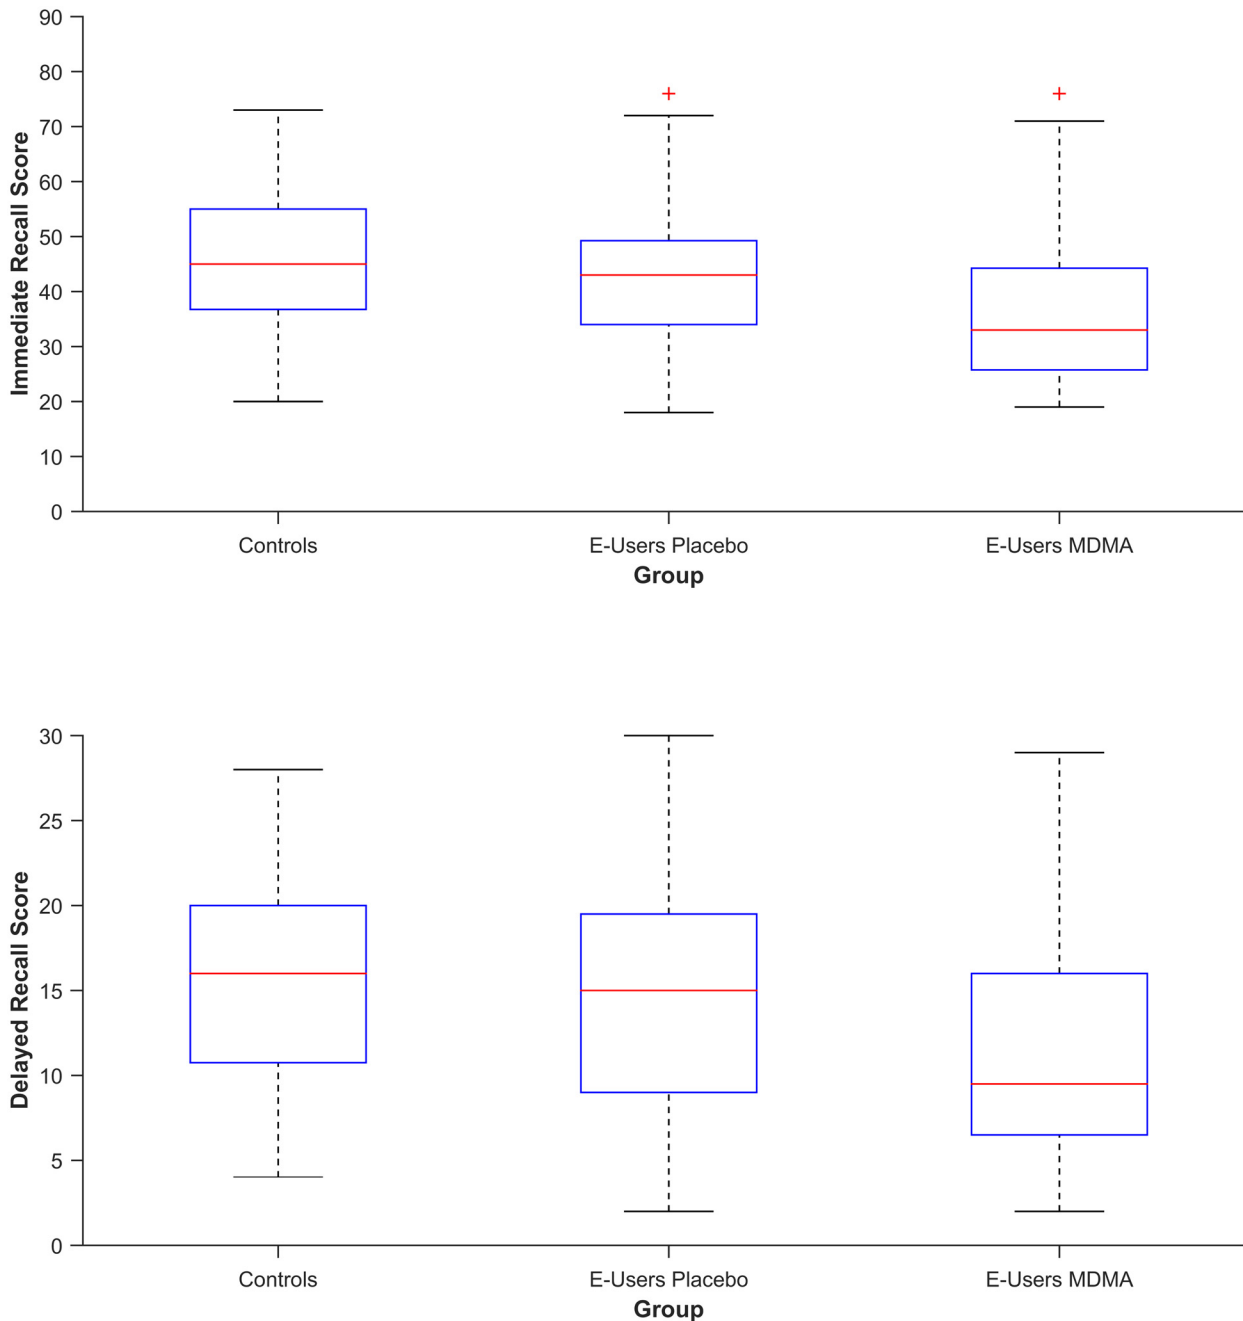 90
80
70
60
50
40
30
20
10
0
Immediate Recall Score
Controls E-Users Placebo E-Users MDMA
Group
30
25
20
15
10
5
0
Delayed Recall Score
Controls E-Users Placebo E-Users MDMA
Group